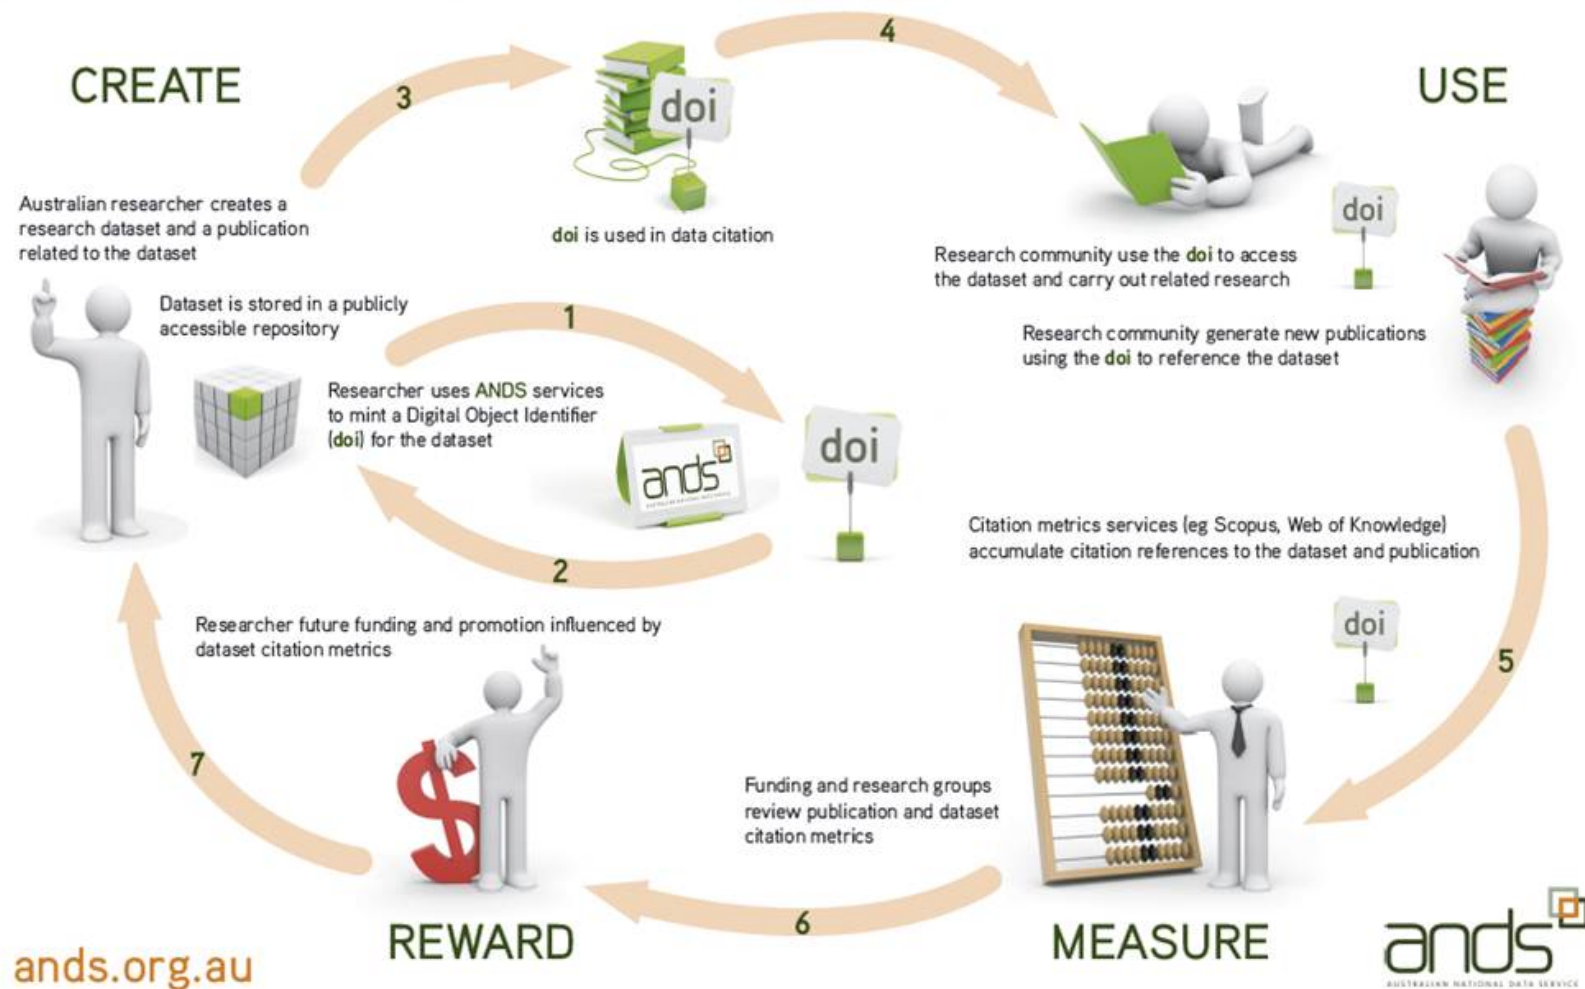 CREATE
3
doi
doi is used in data citation
4
USE
Australian researcher creates a
research dataset and a publication
related to the dataset
Dataset is stored in a publicly
accessible repository
Researcher uses ANDS services
to mint a Digital Object Identifier
(doi) for the dataset
1
ands
doi
2
Research community use the doi to access
the dataset and carry out related research
doi
Research community generate new publications
using the doi to reference the dataset
Citation metrics services (eg Scopus, Web of Knowledge)
accumulate citation references to the dataset and publication
doi
5
Funding and research groups
review publication and dataset
citation metrics
MEASURE
6
Researcher future funding and promotion influenced by
dataset citation metrics
REWARD
7
ands.org.au
ands
AUSTRALIAN NATIONAL DATA SERVICE